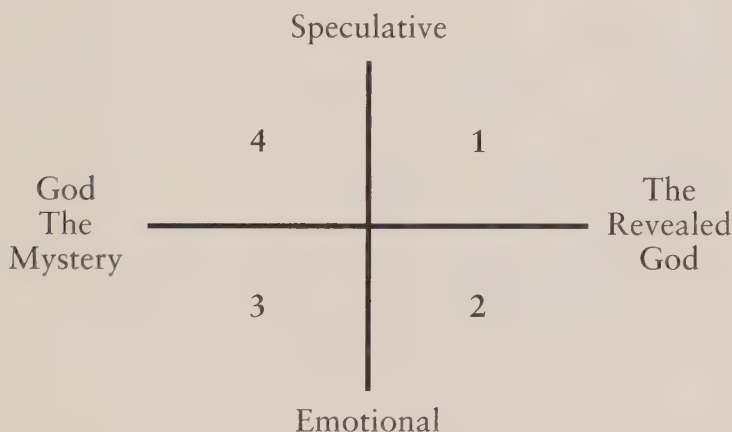 Speculative
4
1
God
The
Mystery
The
Revealed
God
3
2
Emotional